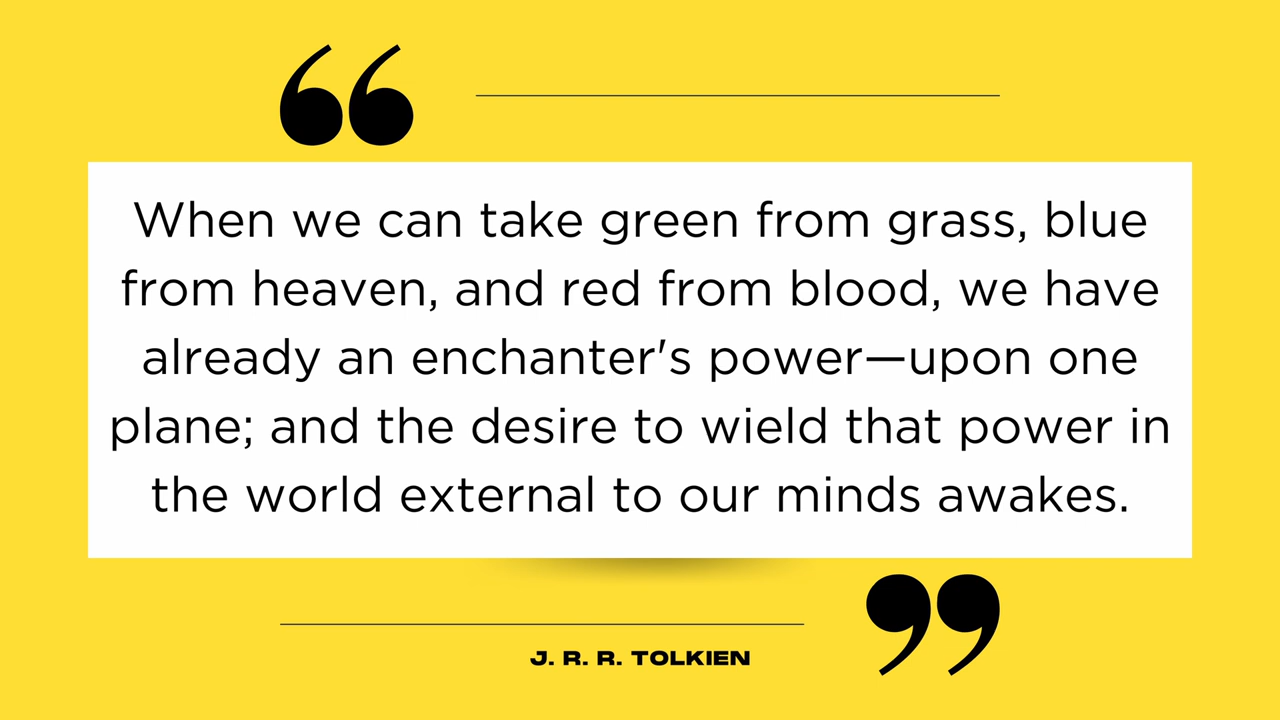 When we can take green from grass, blue
from heaven, and red from blood, we have
already an enchanter's power—upon one
plane; and the desire to wield that power in
the world external to our minds awakes.
J. R. R. TOLKIEN